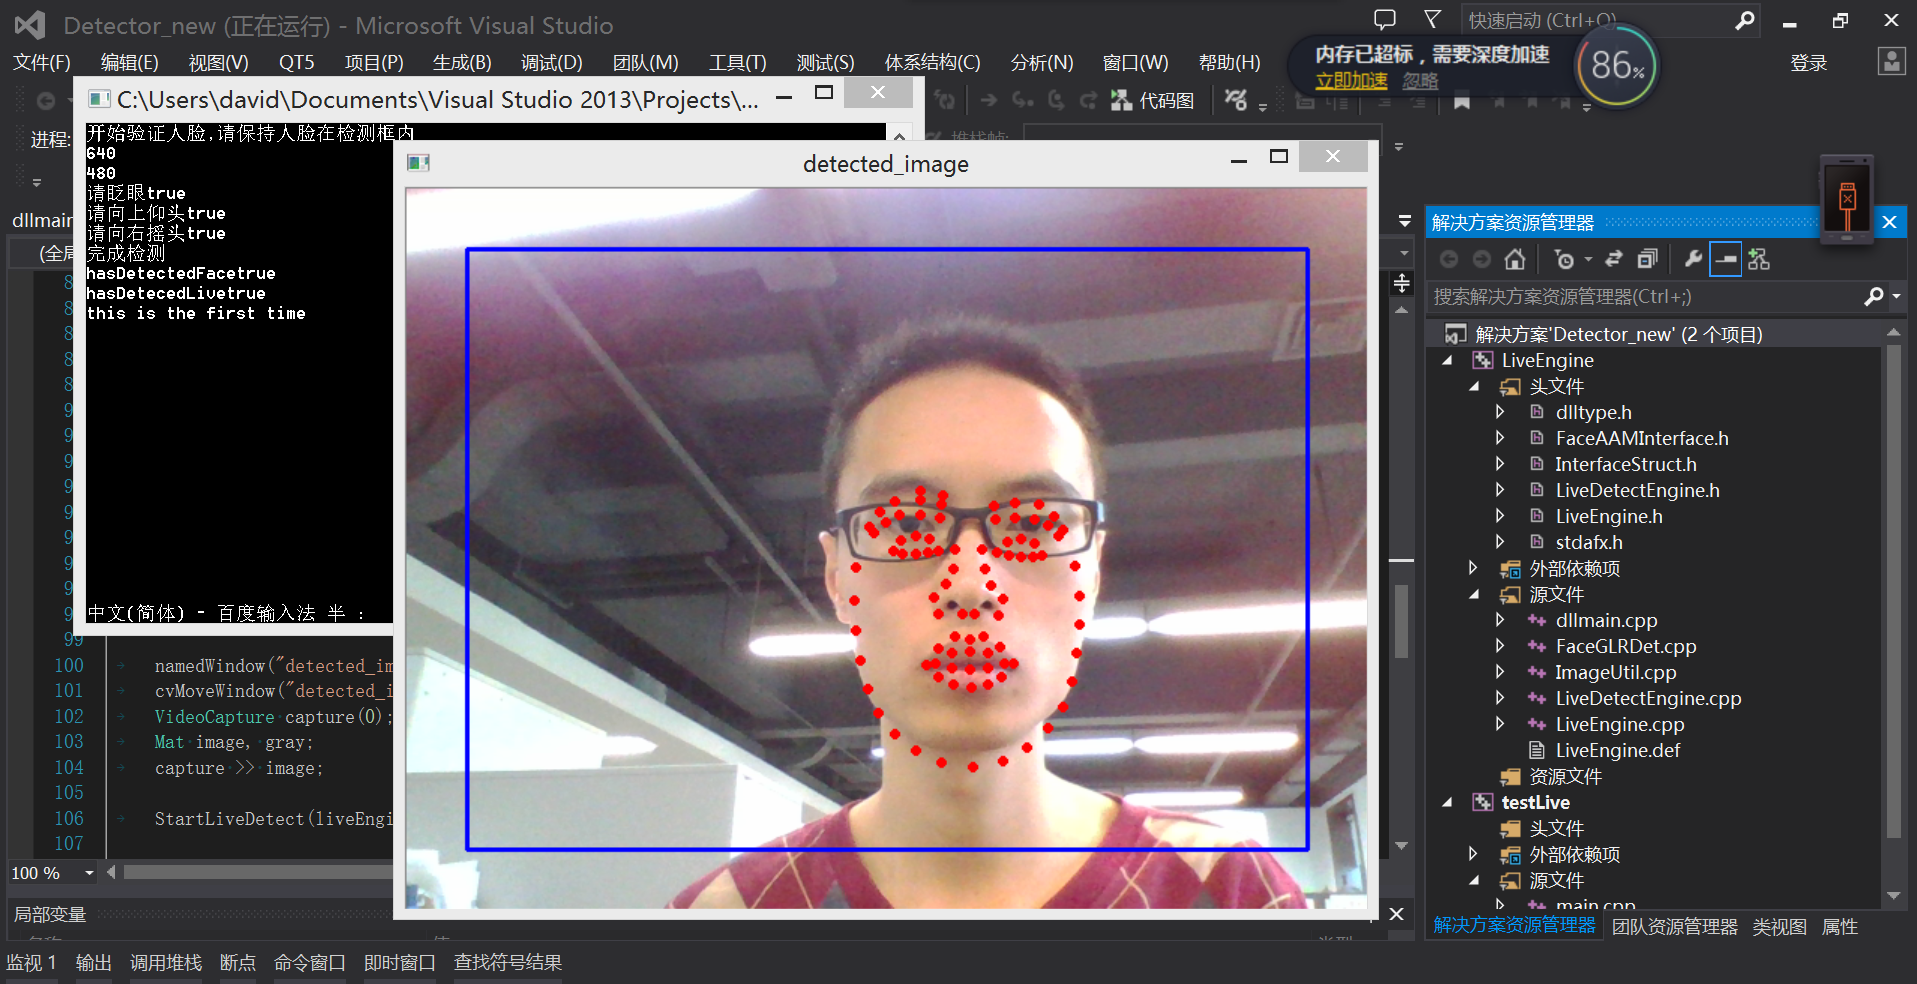 Detector_new (正在运行) - Microsoft Visual Studio
快速启动 (Ctrl+Q)
内存已超标，需要深度加速
立即加速 忽略
86%
文件(F) 编辑(E) 视图(V) QT5 项目(P) 生成(B) 调试(D) 团队(M) 工具(T) 测试(S) 体系结构(C) 分析(N) 窗口(W) 帮助(H) 登录
C:\Users\david\Documents\Visual Studio 2013\Projects\...
代码图
进程:
堆栈帧:
开始验证人脸,请保持人脸在检测框内
640
480
请眨眼true
请向上仰头true
请向右摇头true
完成检测
hasDetectedFacetrue
hasDetecedLivetrue
this is the first time
中文(简体) - 百度输入法 半 :
detected_image
dllmain
(全局
99
100 namedWindow("detected_im
101 cvMoveWindow("detected_i
102 VideoCapture capture(0);
103 Mat image, gray;
104 capture >> image;
105
106 StartLiveDetect(liveEngi
107
100 %
局部变量
监视 1 输出 调用堆栈 断点 命令窗口 即时窗口 查找符号结果
解决方案资源管理器
搜索解决方案资源管理器(Ctrl+;)
解决方案'Detector_new' (2 个项目)
LiveEngine
头文件
dlltype.h
FaceAAMInterface.h
InterfaceStruct.h
LiveDetectEngine.h
LiveEngine.h
stdafx.h
外部依赖项
源文件
dllmain.cpp
FaceGLRDet.cpp
ImageUtil.cpp
LiveDetectEngine.cpp
LiveEngine.cpp
LiveEngine.def
资源文件
testLive
头文件
外部依赖项
源文件
main.cpp
解决方案资源管理器 团队资源管理器 类视图 属性